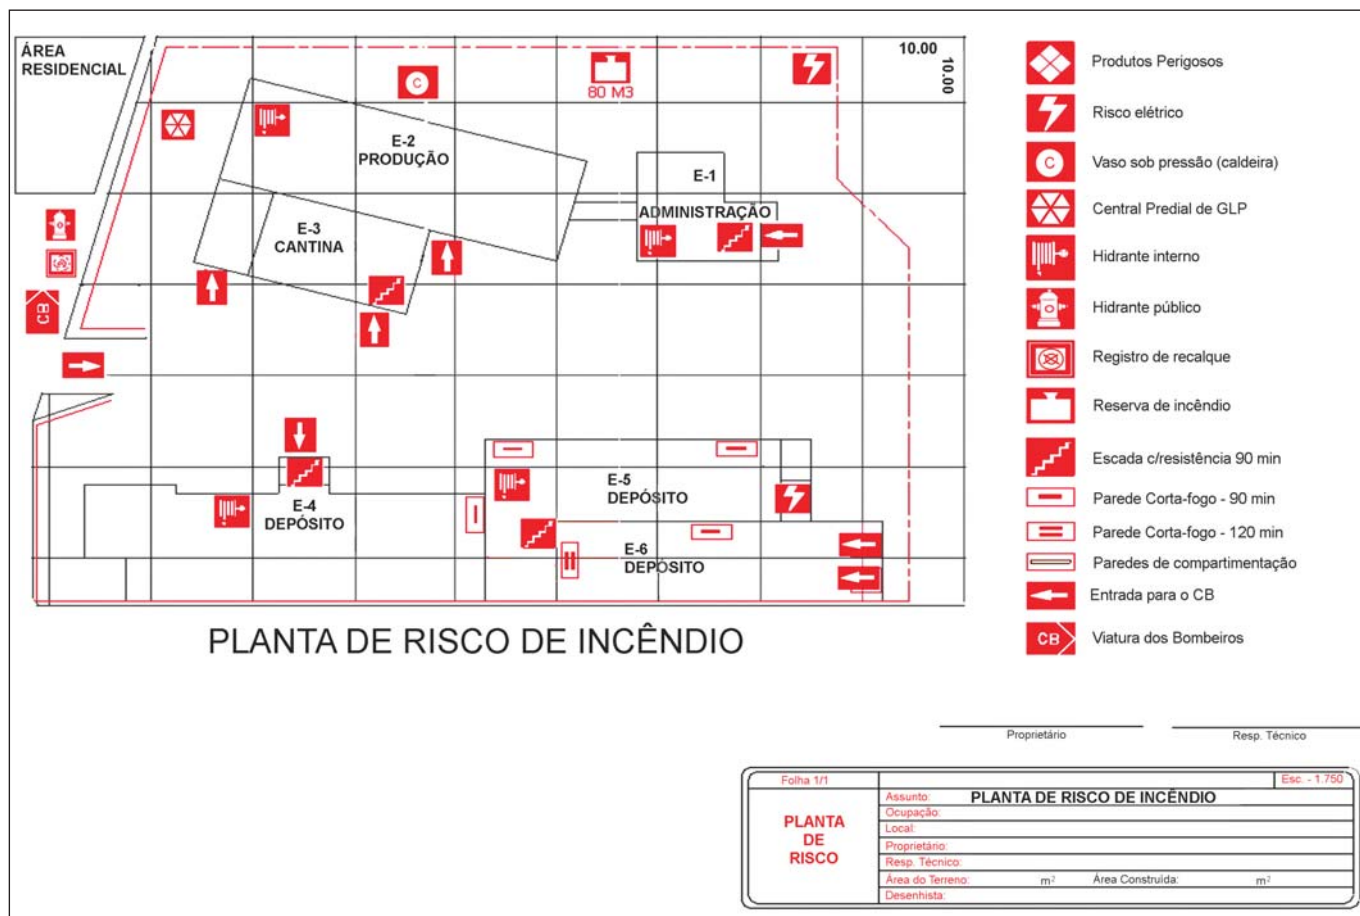 ÁREA
RESIDENCIAL
10.00
10.00
C
80 M3
E-2
PRODUÇÃO
E-1
ADMINISTRAÇÃO
E-3
CANTINA
CB
E-4
DEPÓSITO
E-5
DEPÓSITO
E-6
DEPÓSITO
PLANTA DE RISCO DE INCÊNDIO
Produtos Perigosos
Risco elétrico
C
Vaso sob pressão (caldeira)
Central Predial de GLP
Hidrante interno
Hidrante público
Registro de recalque
Reserva de incêndio
Escada c/resistência 90 min
Parede Corta-fogo - 90 min
Parede Corta-fogo - 120 min
Paredes de compartimentação
Entrada para o CB
CB
Viatura dos Bombeiros
Proprietário
Resp. Técnico
Folha 1/1
Esc. - 1.750
PLANTA
DE
RISCO
Assunto: PLANTA DE RISCO DE INCÊNDIO
Ocupação:
Local:
Proprietário:
Resp. Técnico:
Área do Terreno: m² Área Construída: m²
Desenhista: